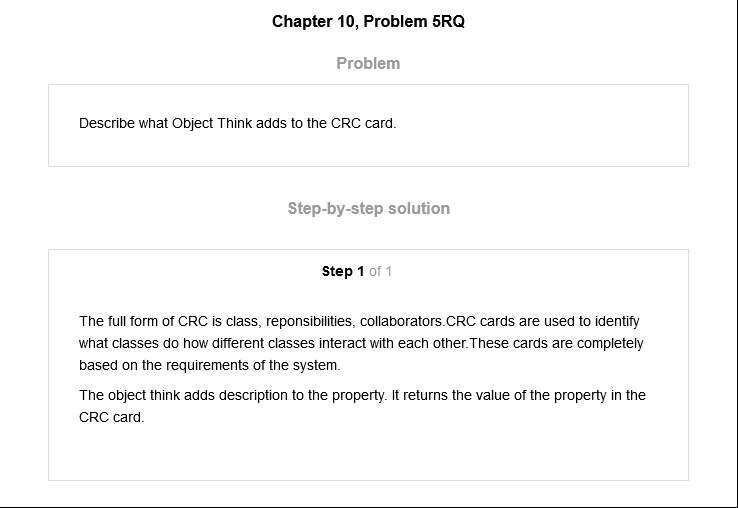 Chapter 10, Problem 5RQ
Problem
Describe what Object Think adds to the CRC card.
Step-by-step solution
Step 1 of 1
The full form of CRC is class, reponsibilities, collaborators.CRC cards are used to identify
what classes do how different classes interact with each other.These cards are completely
based on the requirements of the system.
The object think adds description to the property. It returns the value of the property in the
CRC card.